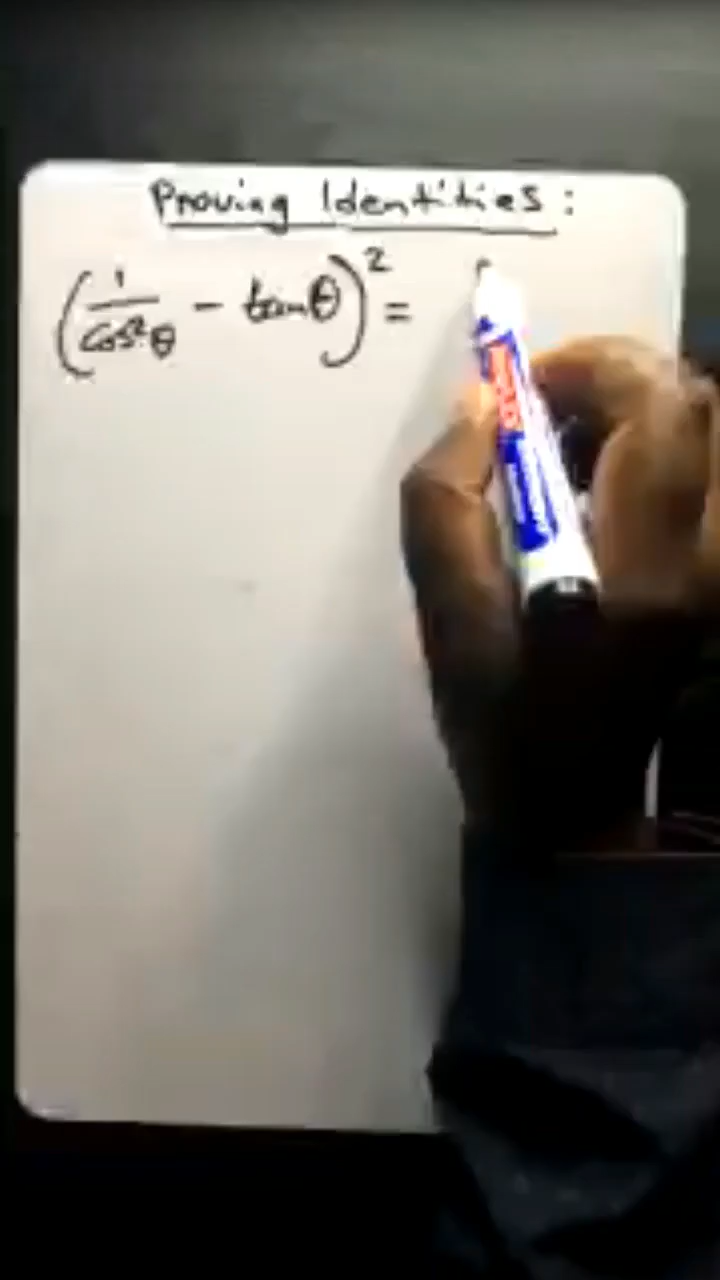 Proving Identities :
(1/cos²θ - tanθ)² =